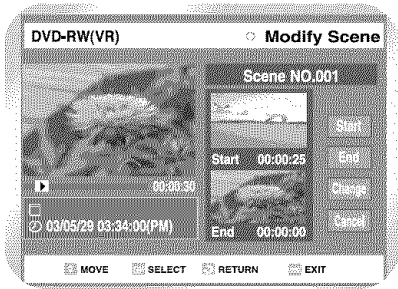 DVD-RW(VR)
Modify Scene
Scene NO.001
00:00:30
03/05/29 03:34:00(PM)
Start 00:00:25
End 00:00:00
Start
End
Change
Cancel
MOVE SELECT RETURN EXIT